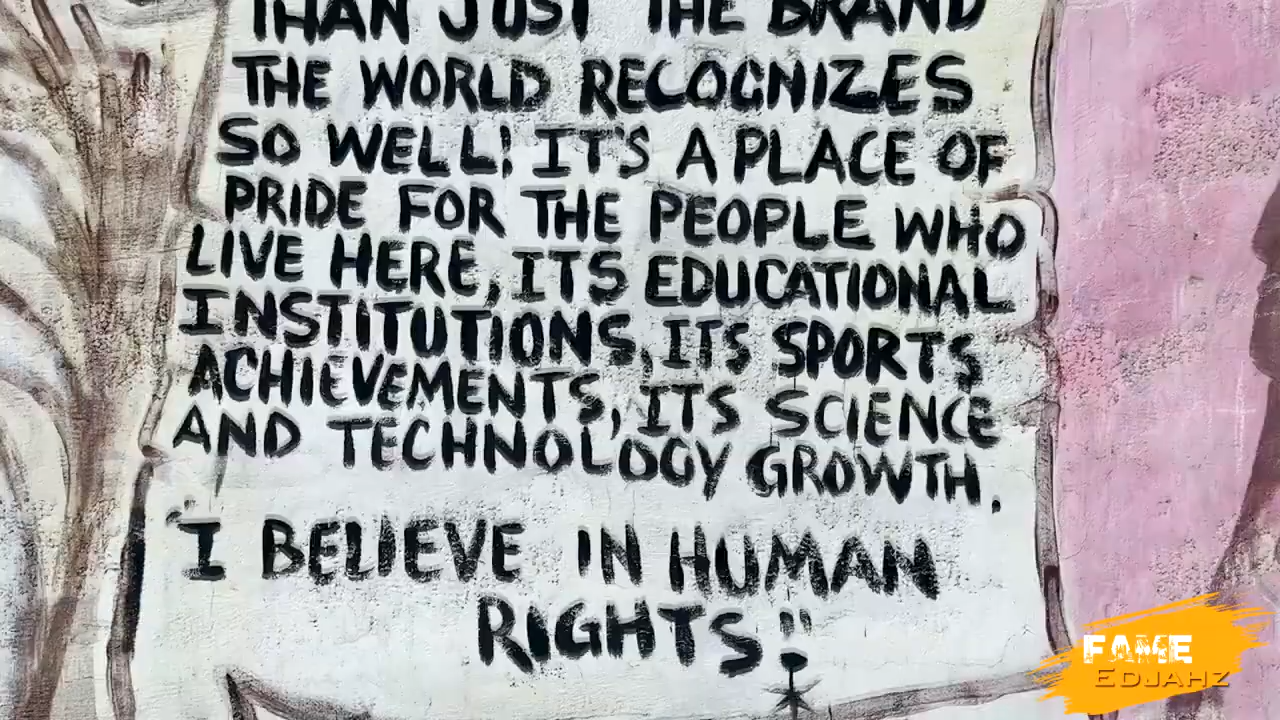 THAN JUST THE BRAND
THE WORLD RECOGNIZES
SO WELL! IT'S A PLACE OF
PRIDE FOR THE PEOPLE WHO
LIVE HERE, ITS EDUCATIONAL
INSTITUTIONS, ITS SPORTS
ACHIEVEMENTS, ITS SCIENCE
AND TECHNOLOGY GROWTH.
"I BELIEVE IN HUMAN
RIGHTS"
FAME
EDJAHZ